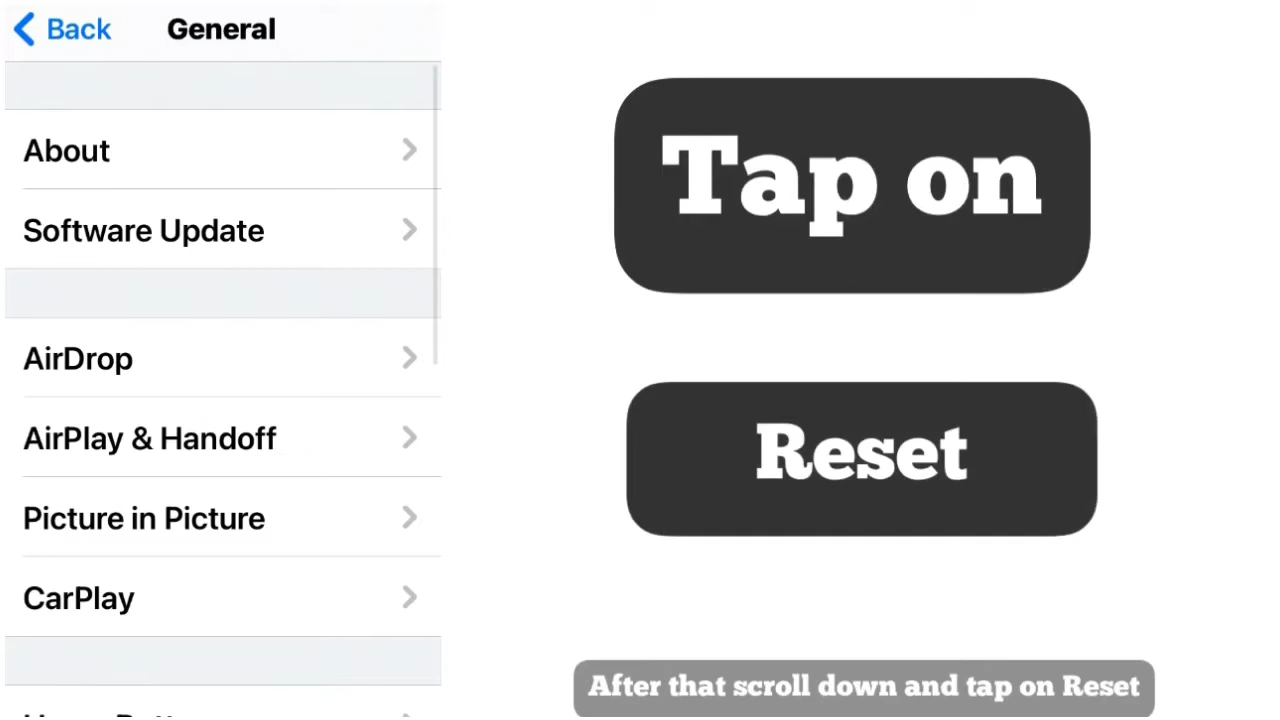 Back
General
About
Software Update
AirDrop
AirPlay & Handoff
Picture in Picture
CarPlay
Tap on
Reset
After that scroll down and tap on Reset